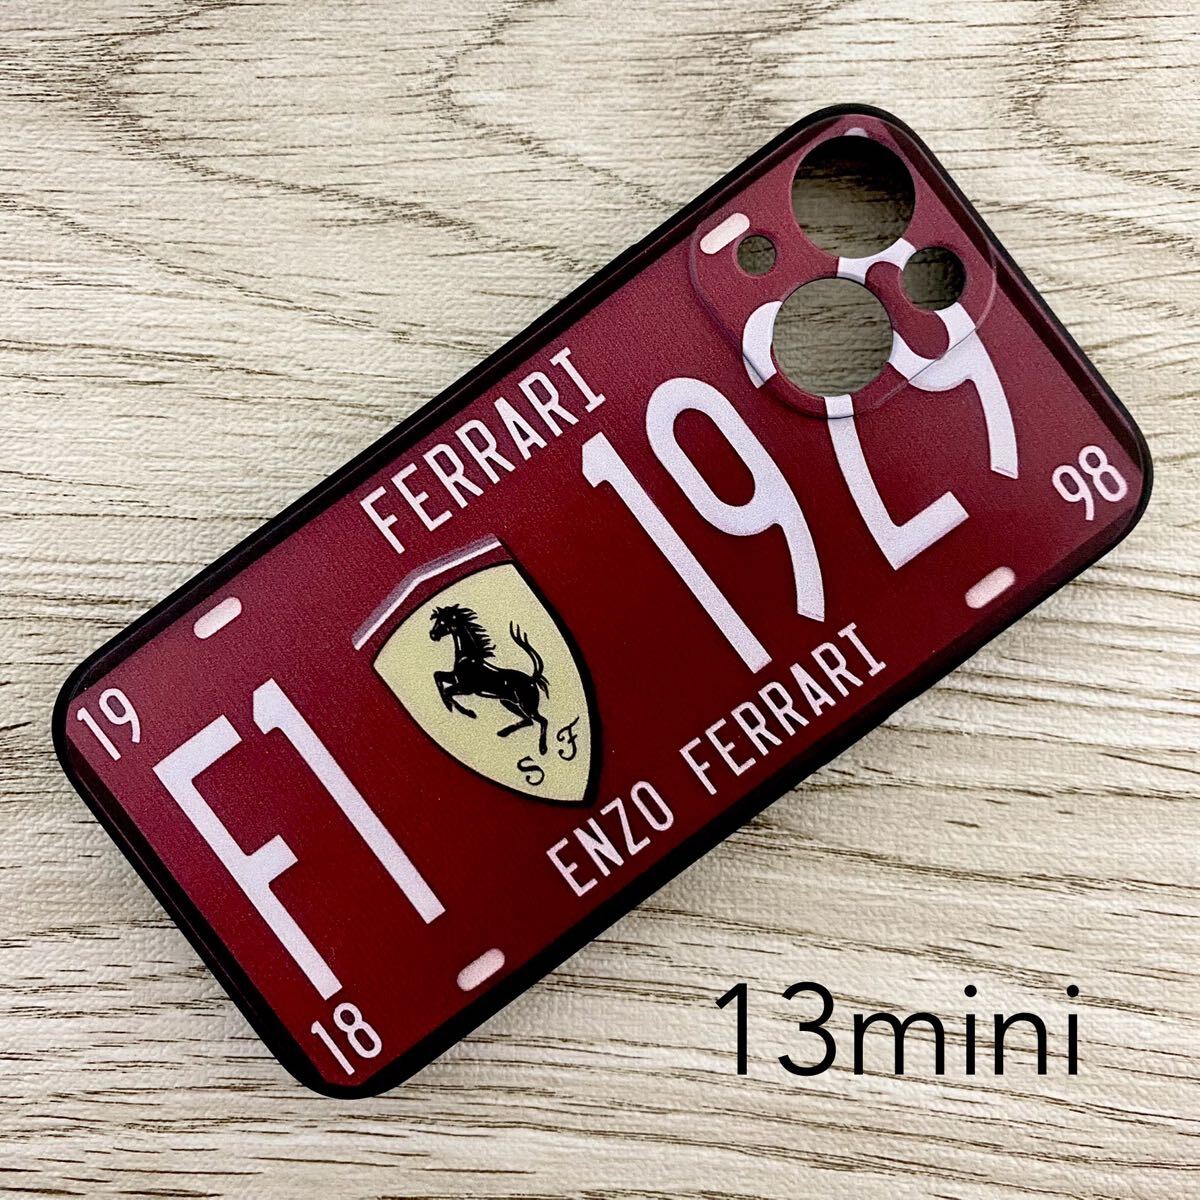 FERRARI
19
98
F1 1929
S F
18
ENZO FERRARI
13mini